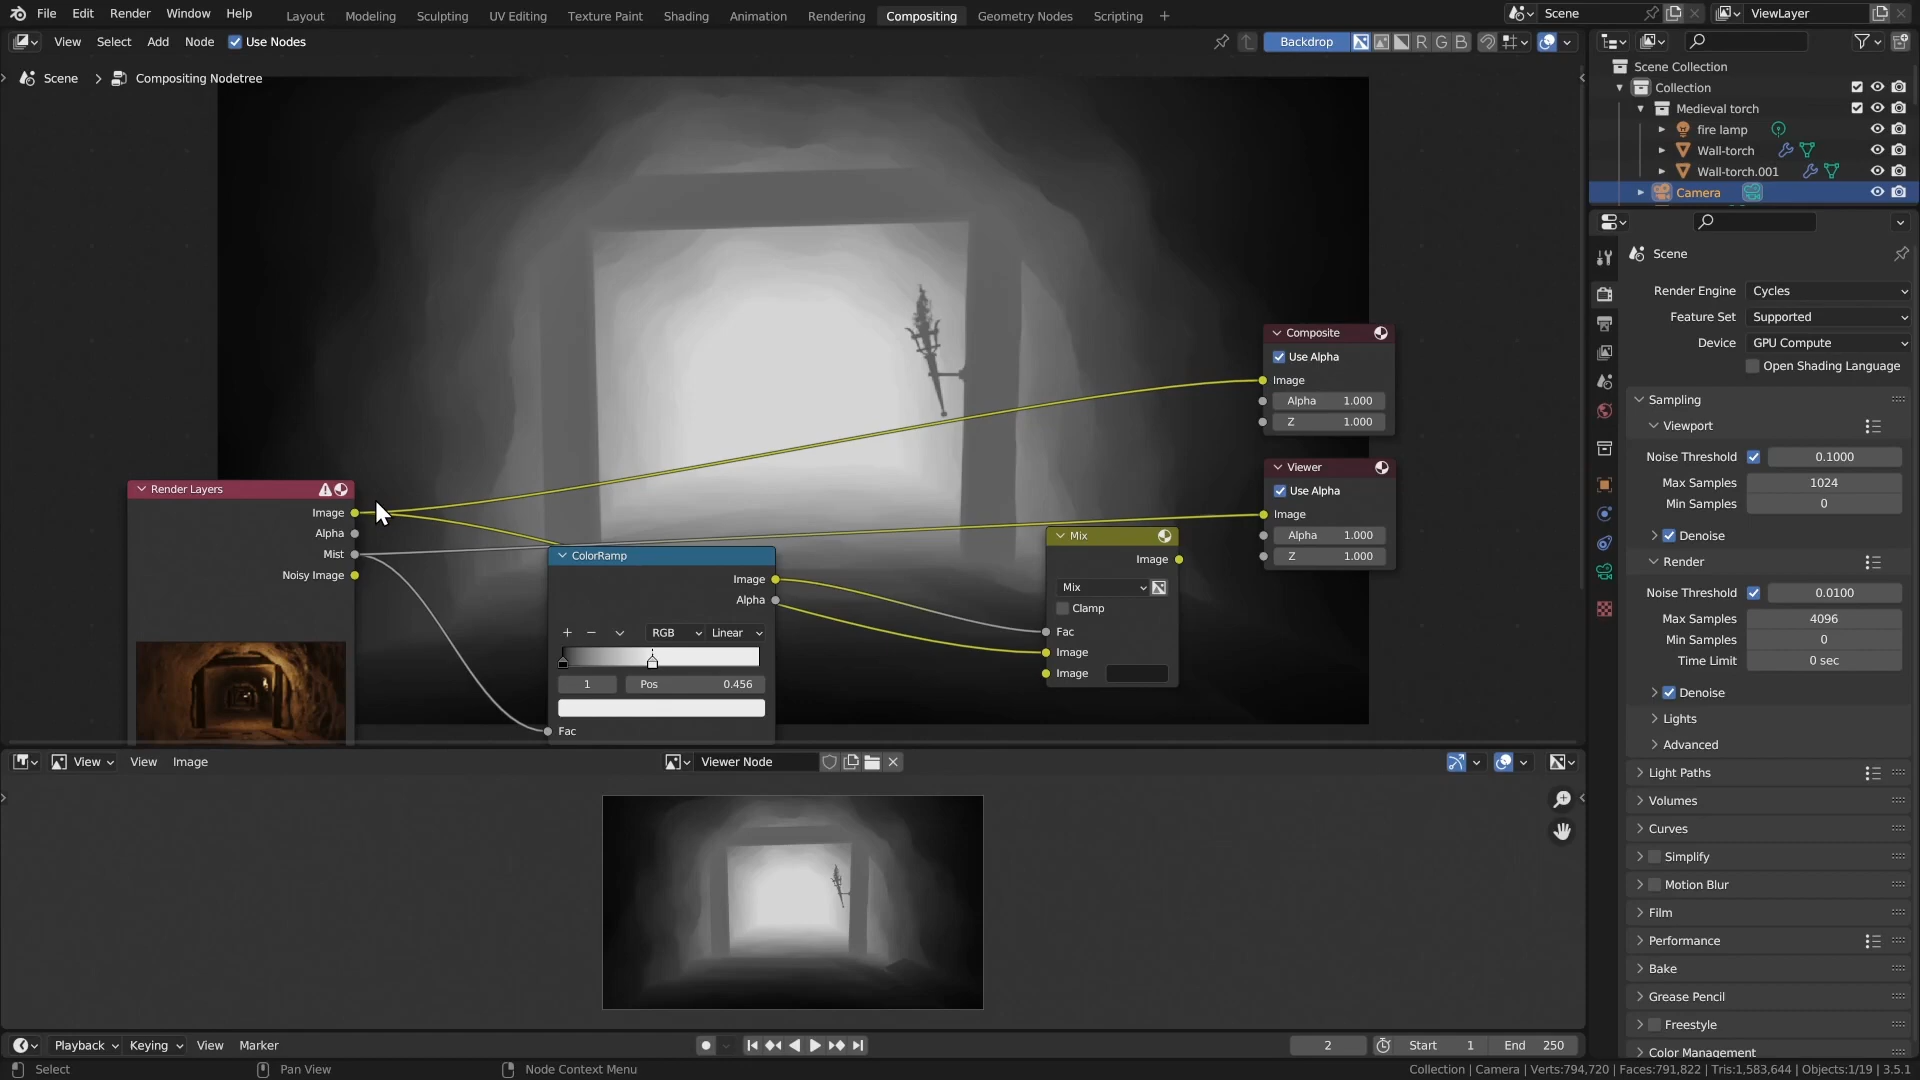 File Edit Render Window Help Layout Modeling Sculpting UV Editing Texture Paint Shading Animation Rendering Compositing Geometry Nodes Scripting + Scene ViewLayer
View Select Add Node Use Nodes Backdrop R G B
Scene > Compositing Nodetree
Scene Collection
Collection
Medieval torch
fire lamp
Wall-torch
Wall-torch.001
Camera
Scene
Render Engine Cycles
Feature Set Supported
Device GPU Compute
Open Shading Language
Sampling
Viewport
Noise Threshold 0.1000
Max Samples 1024
Min Samples 0
Denoise
Render
Noise Threshold 0.0100
Max Samples 4096
Min Samples 0
Time Limit 0 sec
Denoise
Lights
Advanced
Light Paths
Volumes
Curves
Simplify
Motion Blur
Film
Performance
Bake
Grease Pencil
Freestyle
Color Management
Composite
Use Alpha
Image
Alpha 1.000
Z 1.000
Viewer
Use Alpha
Image
Alpha 1.000
Z 1.000
Render Layers
Image
Alpha
Mist
Noisy Image
ColorRamp
Image
Alpha
+ − RGB Linear
1 Pos 0.456
Fac
Mix
Image
Mix
Clamp
Fac
Image
Image
View View Image Viewer Node
Playback Keying View Marker 2 Start 1 End 250
Select Pan View Node Context Menu Collection | Camera | Verts:794,720 | Faces:791,822 | Tris:1,583,644 | Objects:1/19 | 3.5.1